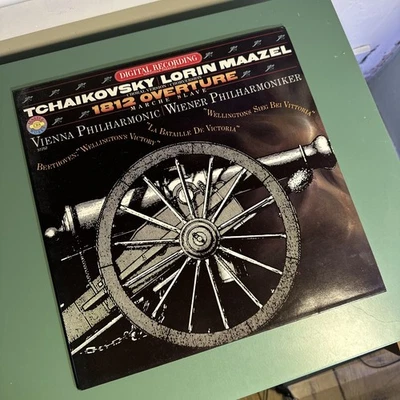 DIGITAL RECORDING
TCHAIKOVSKY LORIN MAAZEL
1812 OVERTURE
MARCHE SLAVE
VIENNA PHILHARMONIC/WIENER PHILHARMONIKER
BEETHOVEN: "WELLINGTON'S VICTORY"
"LA BATAILLE DE VICTORIA"
"WELLINGTONS SIEG BEI VITTORIA"